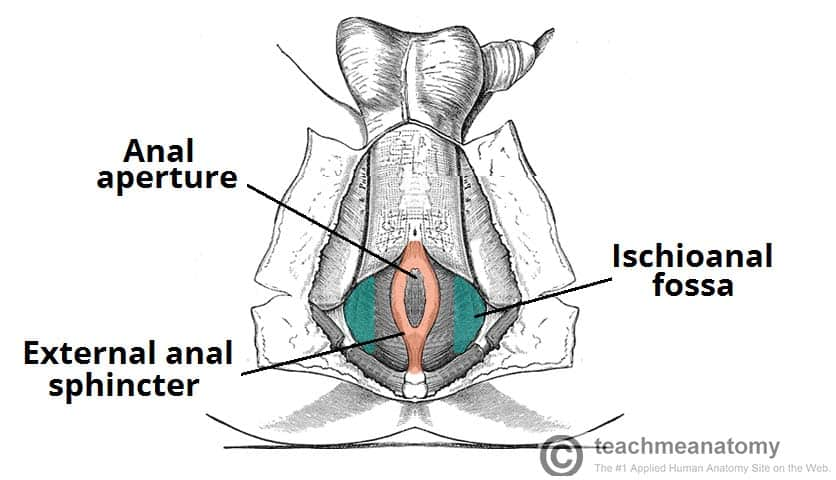 Anal
aperture
Ischioanal
fossa
External anal
sphincter
© teachmeanatomy
The #1 Applied Human Anatomy Site on the Web.